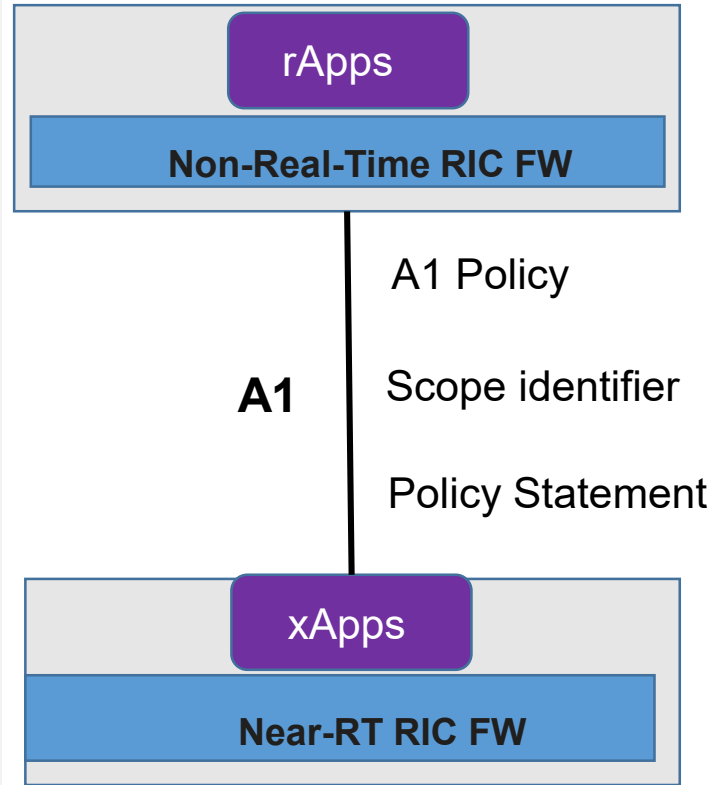 rApps
Non-Real-Time RIC FW
A1 Policy
A1
Scope identifier
Policy Statement
xApps
Near-RT RIC FW